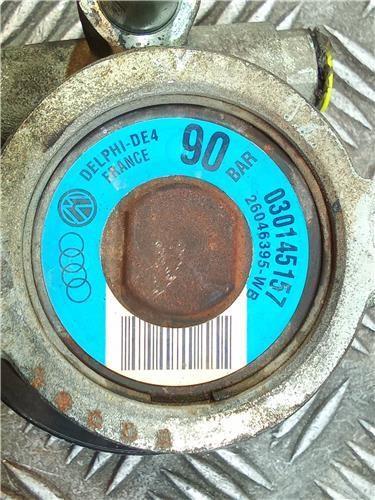 DELPHI-DE4
FRANCE
90 BAR
030145157
26046395-WB